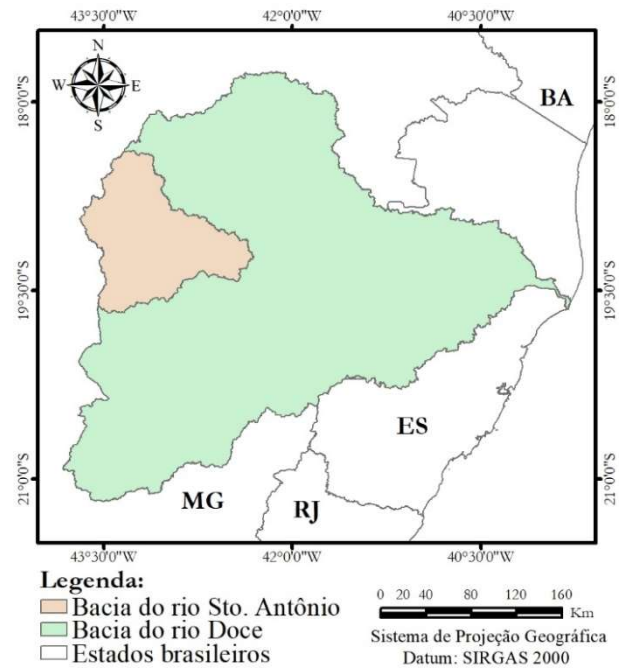 43°30'0"W 42°0'0"W 40°30'0"W
N
W E
S
18°0'0"S 18°0'0"S
BA
19°30'0"S 19°30'0"S
ES
21°0'0"S 21°0'0"S
MG
RJ
43°30'0"W 42°0'0"W 40°30'0"W
Legenda:
Bacia do rio Sto. Antônio
Bacia do rio Doce
Estados brasileiros
0 20 40 80 120 160
Km
Sistema de Projeção Geográfica
Datum: SIRGAS 2000